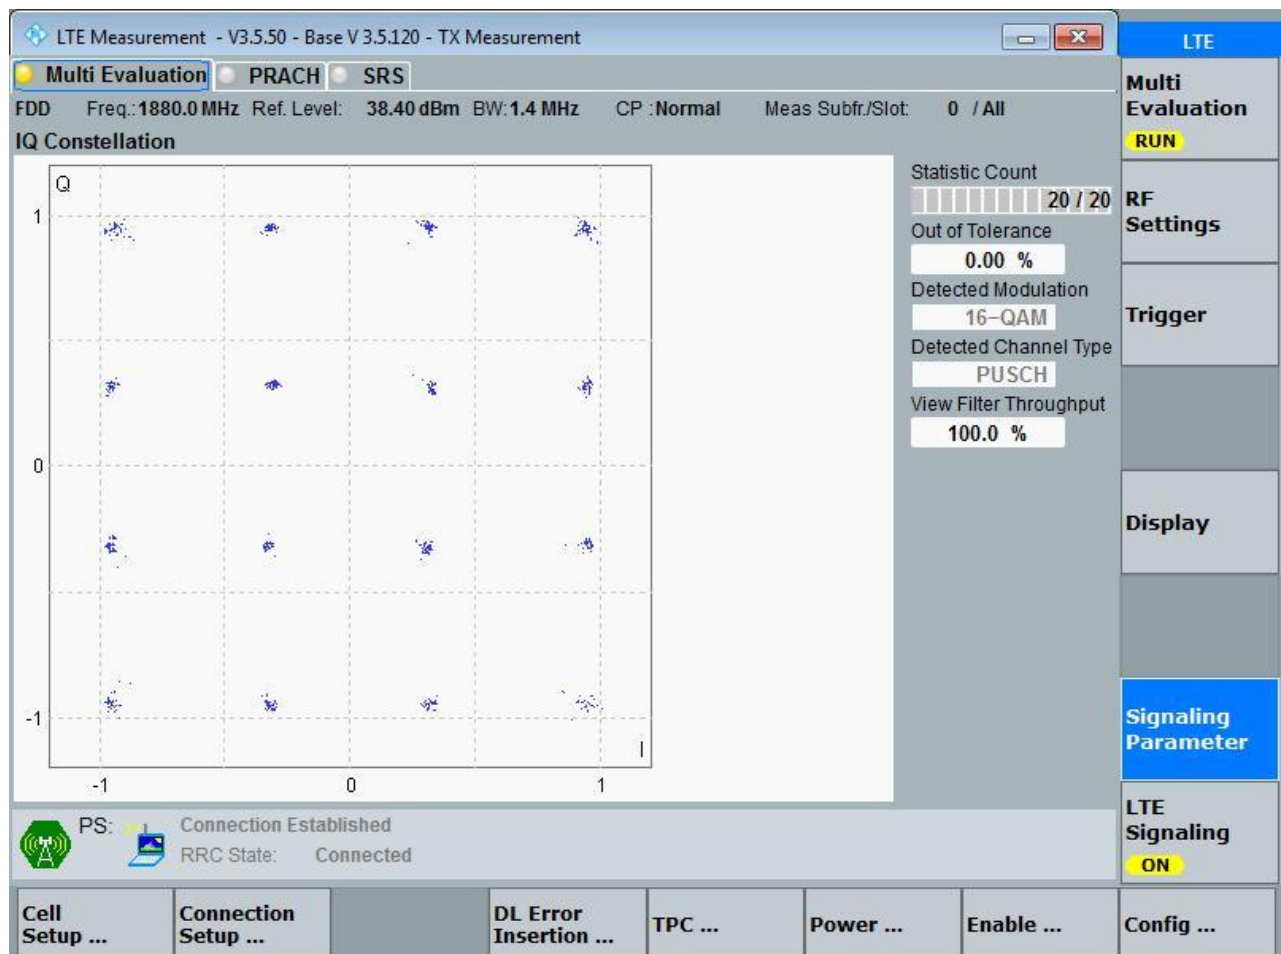 LTE Measurement - V3.5.50 - Base V 3.5.120 - TX Measurement
LTE
Multi Evaluation PRACH SRS
FDD Freq.:1880.0 MHz Ref. Level: 38.40 dBm BW:1.4 MHz CP :Normal Meas Subfr./Slot: 0 / All
IQ Constellation
Q
1
0
-1
I
-1 0 1
Statistic Count
20 / 20
Out of Tolerance
0.00 %
Detected Modulation
16-QAM
Detected Channel Type
PUSCH
View Filter Throughput
100.0 %
Multi
Evaluation
RUN
RF
Settings
Trigger
Display
Signaling
Parameter
LTE
Signaling
ON
PS: Connection Established
RRC State: Connected
Cell
Setup ...
Connection
Setup ...
DL Error
Insertion ...
TPC ...
Power ...
Enable ...
Config ...